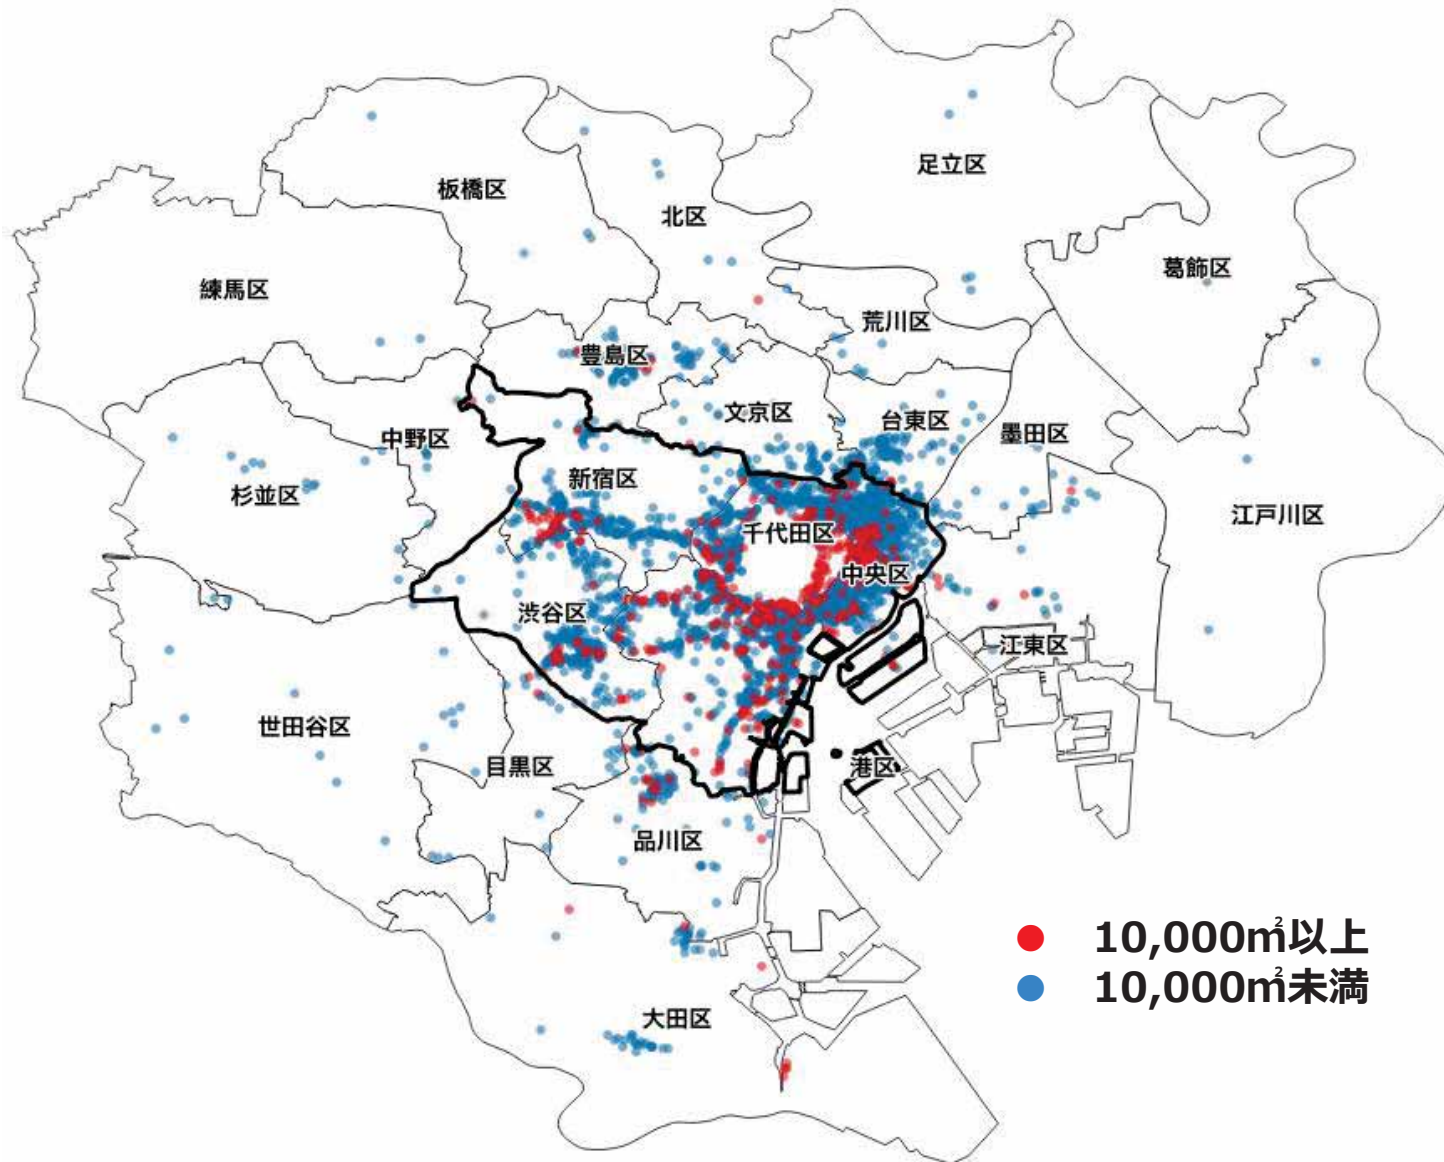 足立区
板橋区
北区
葛飾区
練馬区
荒川区
豊島区
文京区
台東区
墨田区
中野区
新宿区
杉並区
江戸川区
千代田区
中央区
渋谷区
江東区
世田谷区
目黒区
港区
品川区
10,000㎡以上
10,000㎡未満
大田区